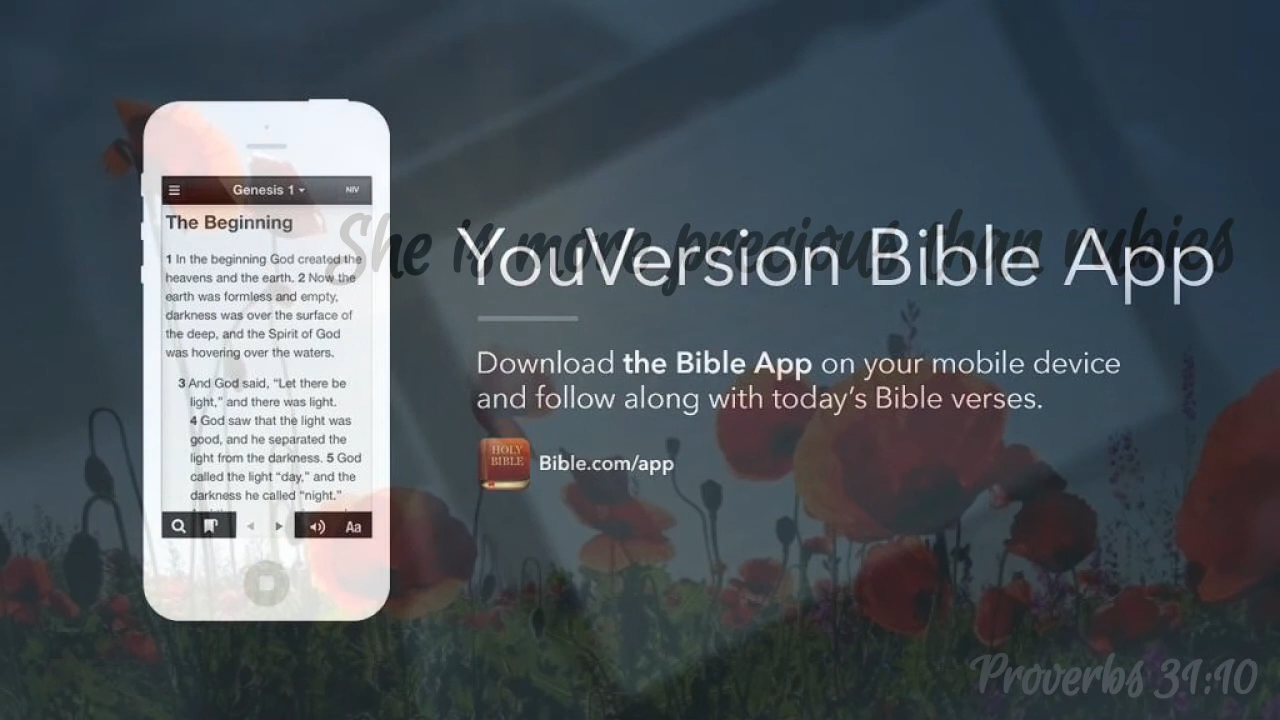 Genesis 1
NIV
The Beginning
1 In the beginning God created the
heavens and the earth. 2 Now the
earth was formless and empty,
darkness was over the surface of
the deep, and the Spirit of God
was hovering over the waters.
3 And God said, “Let there be
light,” and there was light.
4 God saw that the light was
good, and he separated the
light from the darkness. 5 God
called the light “day,” and the
darkness he called “night.”
Aa
She is more precious than rubies
YouVersion Bible App
Download the Bible App on your mobile device
and follow along with today’s Bible verses.
HOLY
BIBLE
Bible.com/app
Proverbs 31:10